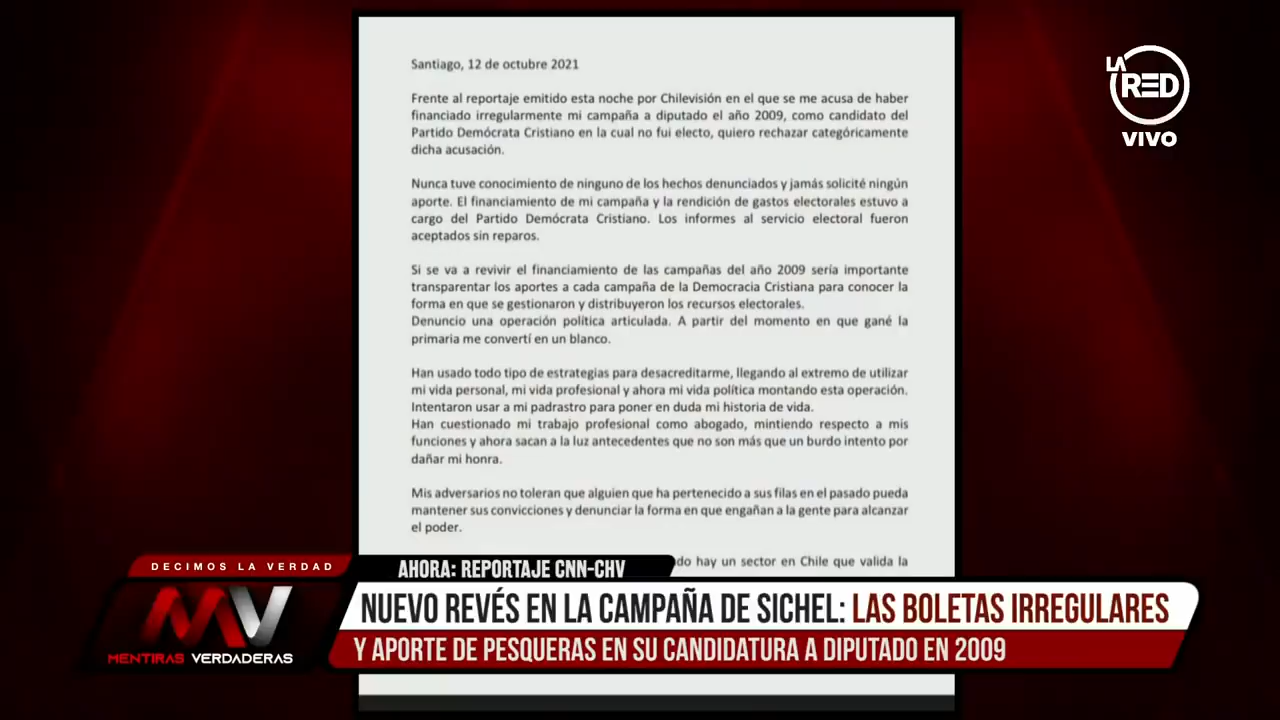 Santiago, 12 de octubre 2021
Frente al reportaje emitido esta noche por Chilevisión en el que se me acusa de haber
financiado irregularmente mi campaña a diputado el año 2009, como candidato del
Partido Demócrata Cristiano en la cual no fui electo, quiero rechazar categóricamente
dicha acusación.
Nunca tuve conocimiento de ninguno de los hechos denunciados y jamás solicité ningún
aporte. El financiamiento de mi campaña y la rendición de gastos electorales estuvo a
cargo del Partido Demócrata Cristiano. Los informes al servicio electoral fueron
aceptados sin reparos.
Si se va a revivir el financiamiento de las campañas del año 2009 sería importante
transparentar los aportes a cada campaña de la Democracia Cristiana para conocer la
forma en que se gestionaron y distribuyeron los recursos electorales.
Denuncio una operación política articulada. A partir del momento en que gané la
primaria me convertí en un blanco.
Han usado todo tipo de estrategias para desacreditarme, llegando al extremo de utilizar
mi vida personal, mi vida profesional y ahora mi vida política montando esta operación.
Intentaron usar a mi padrastro para poner en duda mi historia de vida.
Han cuestionado mi trabajo profesional como abogado, mintiendo respecto a mis
funciones y ahora sacan a la luz antecedentes que no son más que un burdo intento por
dañar mi honra.
Mis adversarios no toleran que alguien que ha pertenecido a sus filas en el pasado pueda
mantener sus convicciones y denunciar la forma en que engañan a la gente para alcanzar
el poder.
hay un sector en Chile que valida la
LA
RED
VIVO
DECIMOS LA VERDAD
MV
MENTIRAS VERDADERAS
AHORA: REPORTAJE CNN-CHV
NUEVO REVÉS EN LA CAMPAÑA DE SICHEL: LAS BOLETAS IRREGULARES
Y APORTE DE PESQUERAS EN SU CANDIDATURA A DIPUTADO EN 2009